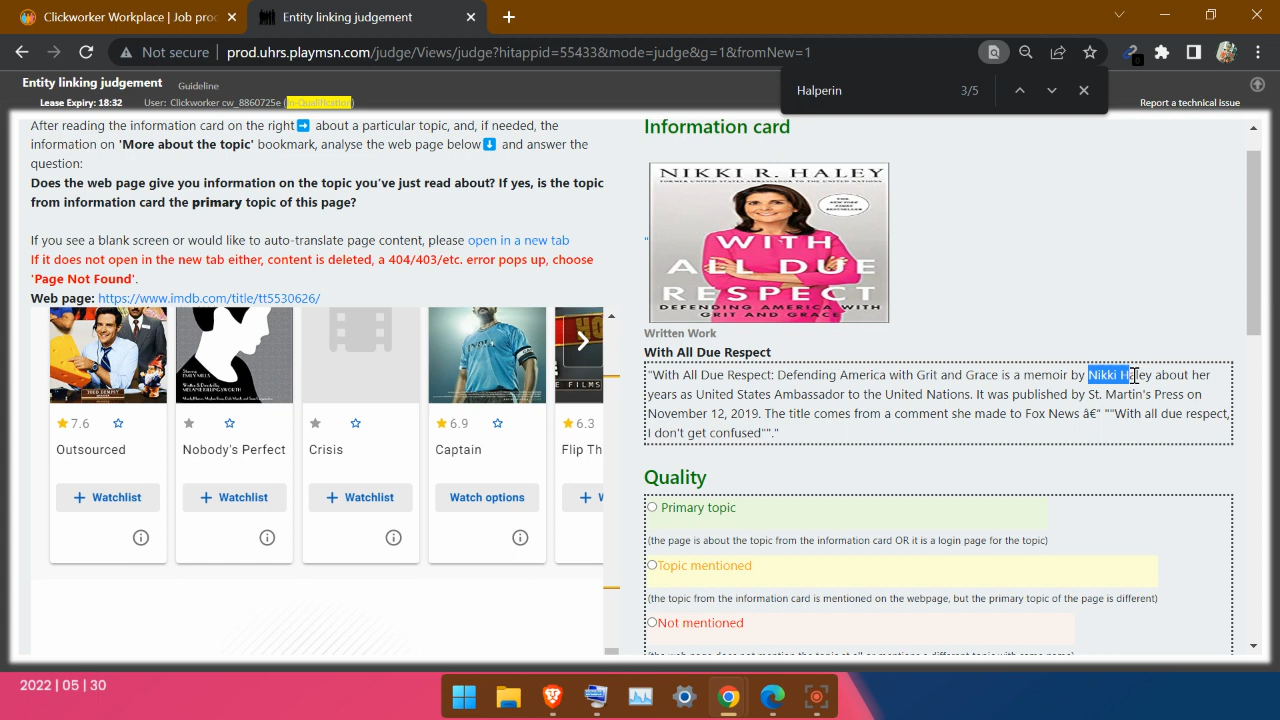 Clickworker Workplace | Job proc
Entity linking judgement
Not secure
prod.uhrs.playmsn.com/judge/Views/judge?hitappid=55433&mode=judge&g=1&fromNew=1
Entity linking judgement
Guideline
Halperin
3/5
Lease Expiry: 18:32
User: Clickworker cw_8860725e (In-Qualification)
Report a technical issue
After reading the information card on the right➡ about a particular topic, and, if needed, the
information on 'More about the topic' bookmark, analyse the web page below⬇ and answer the
question:
Does the web page give you information on the topic you've just read about? If yes, is the topic
from information card the primary topic of this page?
If you see a blank screen or would like to auto-translate page content, please open in a new tab
If it does not open in the new tab either, content is deleted, a 404/403/etc. error pops up, choose
'Page Not Found'.
Web page: https://www.imdb.com/title/tt5530626/
7.6
6.9
6.3
Outsourced
Nobody's Perfect
Crisis
Captain
Flip Th
+ Watchlist
+ Watchlist
+ Watchlist
Watch options
+ W
E FILMS
Information card
NIKKI R. HALEY
FORMER UNITED STATES AMBASSADOR TO THE UNITED NATIONS
WITH
ALL DUE
RESPECT
DEFENDING AMERICA WITH
GRIT AND GRACE
"
Written Work
With All Due Respect
"With All Due Respect: Defending America with Grit and Grace is a memoir by Nikki Haley about her
years as United States Ambassador to the United Nations. It was published by St. Martin's Press on
November 12, 2019. The title comes from a comment she made to Fox News â€" ""With all due respect,
I don't get confused""."
Quality
Primary topic
(the page is about the topic from the information card OR it is a login page for the topic)
Topic mentioned
(the topic from the information card is mentioned on the webpage, but the primary topic of the page is different)
Not mentioned
2022 | 05 | 30